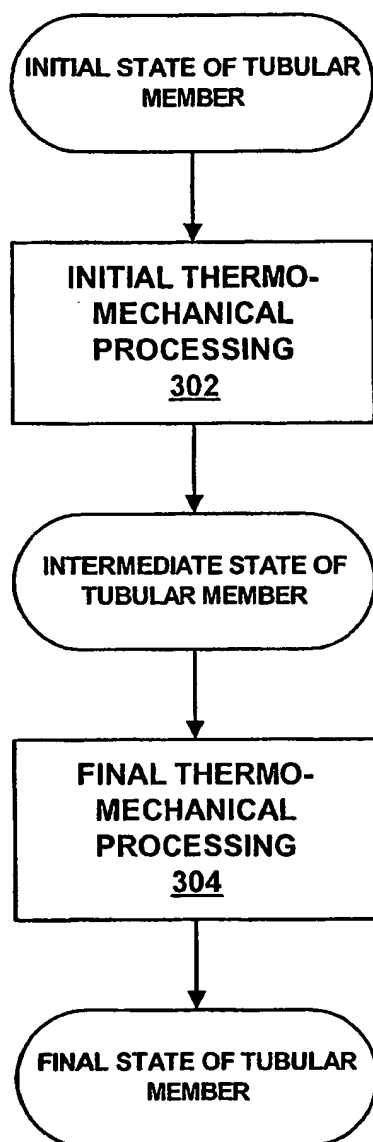 INITIAL STATE OF TUBULAR
MEMBER
INITIAL THERMO-
MECHANICAL
PROCESSING
302
INTERMEDIATE STATE OF
TUBULAR MEMBER
FINAL THERMO-
MECHANICAL
PROCESSING
304
FINAL STATE OF TUBULAR
MEMBER